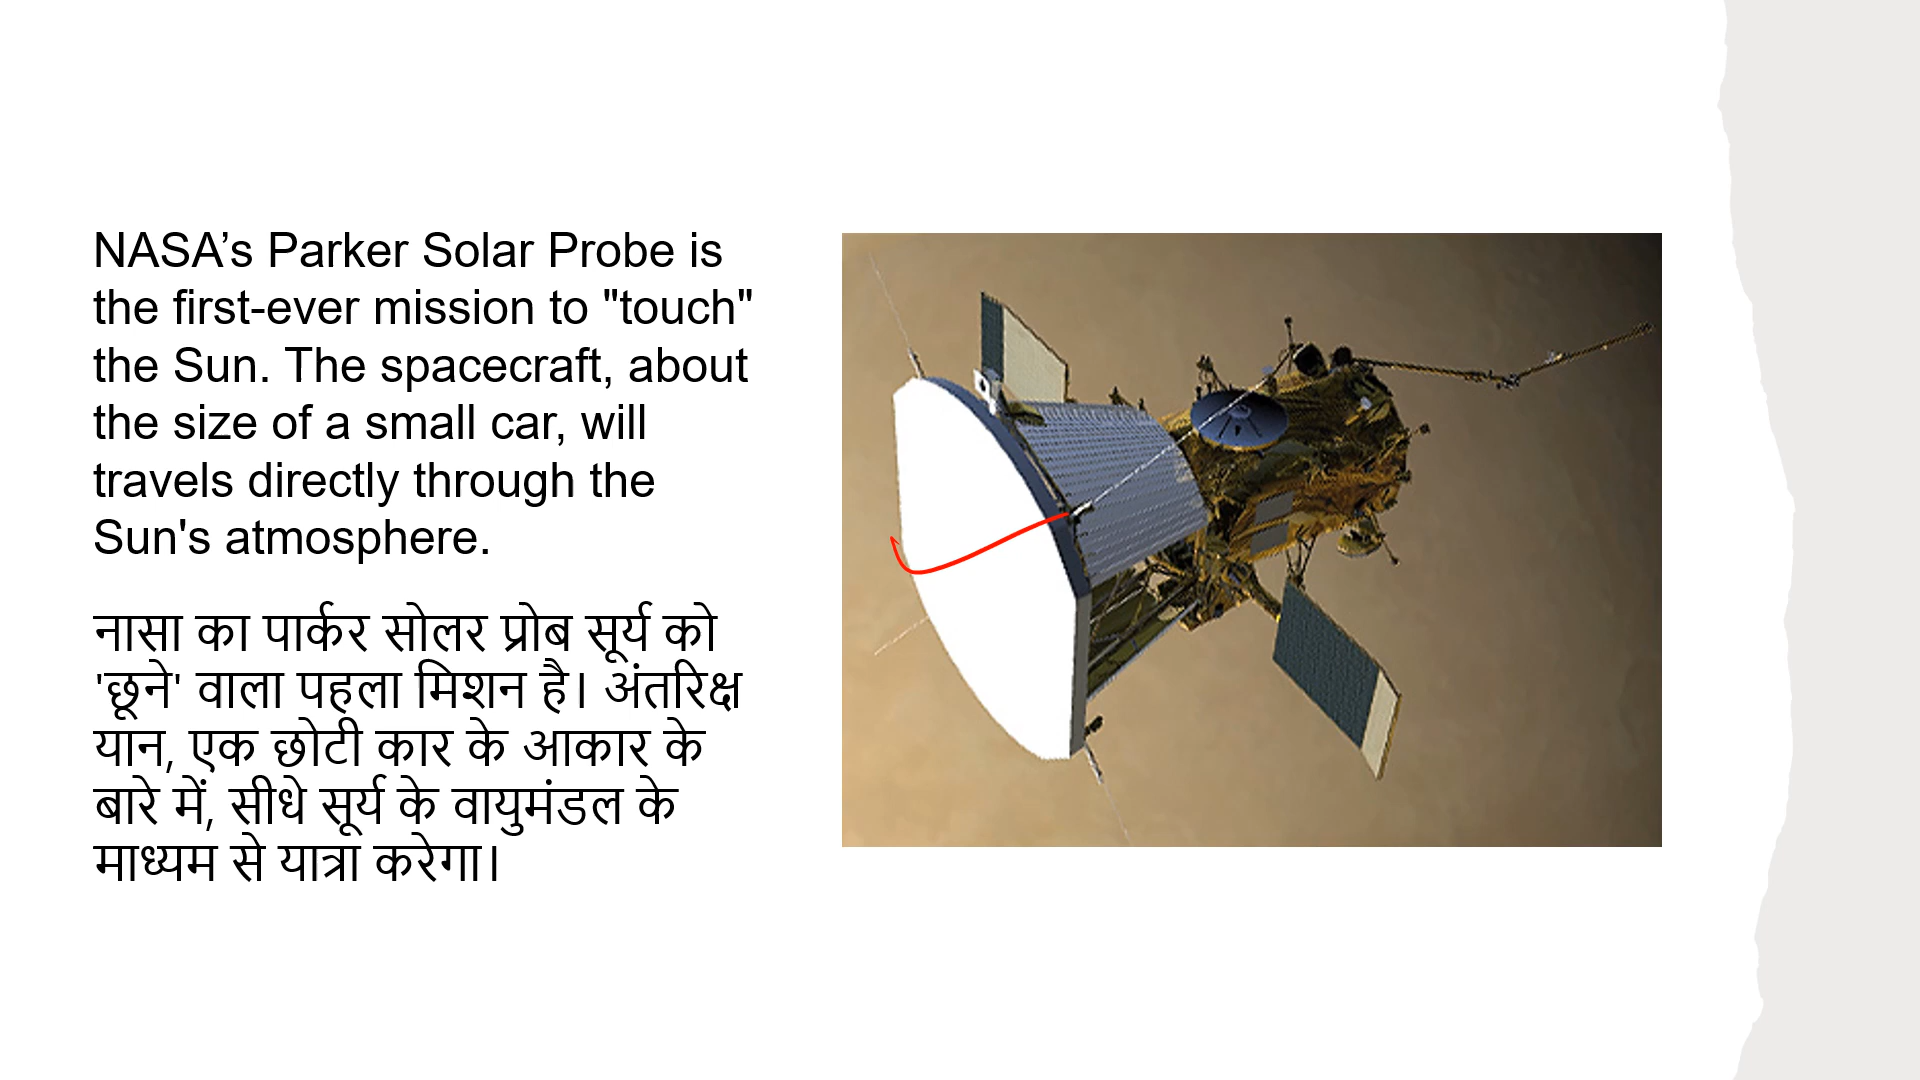 NASA’s Parker Solar Probe is
the first-ever mission to "touch"
the Sun. The spacecraft, about
the size of a small car, will
travels directly through the
Sun's atmosphere.
नासा का पार्कर सोलर प्रोब सूर्य को
'छूने' वाला पहला मिशन है। अंतरिक्ष
यान, एक छोटी कार के आकार के
बारे में, सीधे सूर्य के वायुमंडल के
माध्यम से यात्रा करेगा।